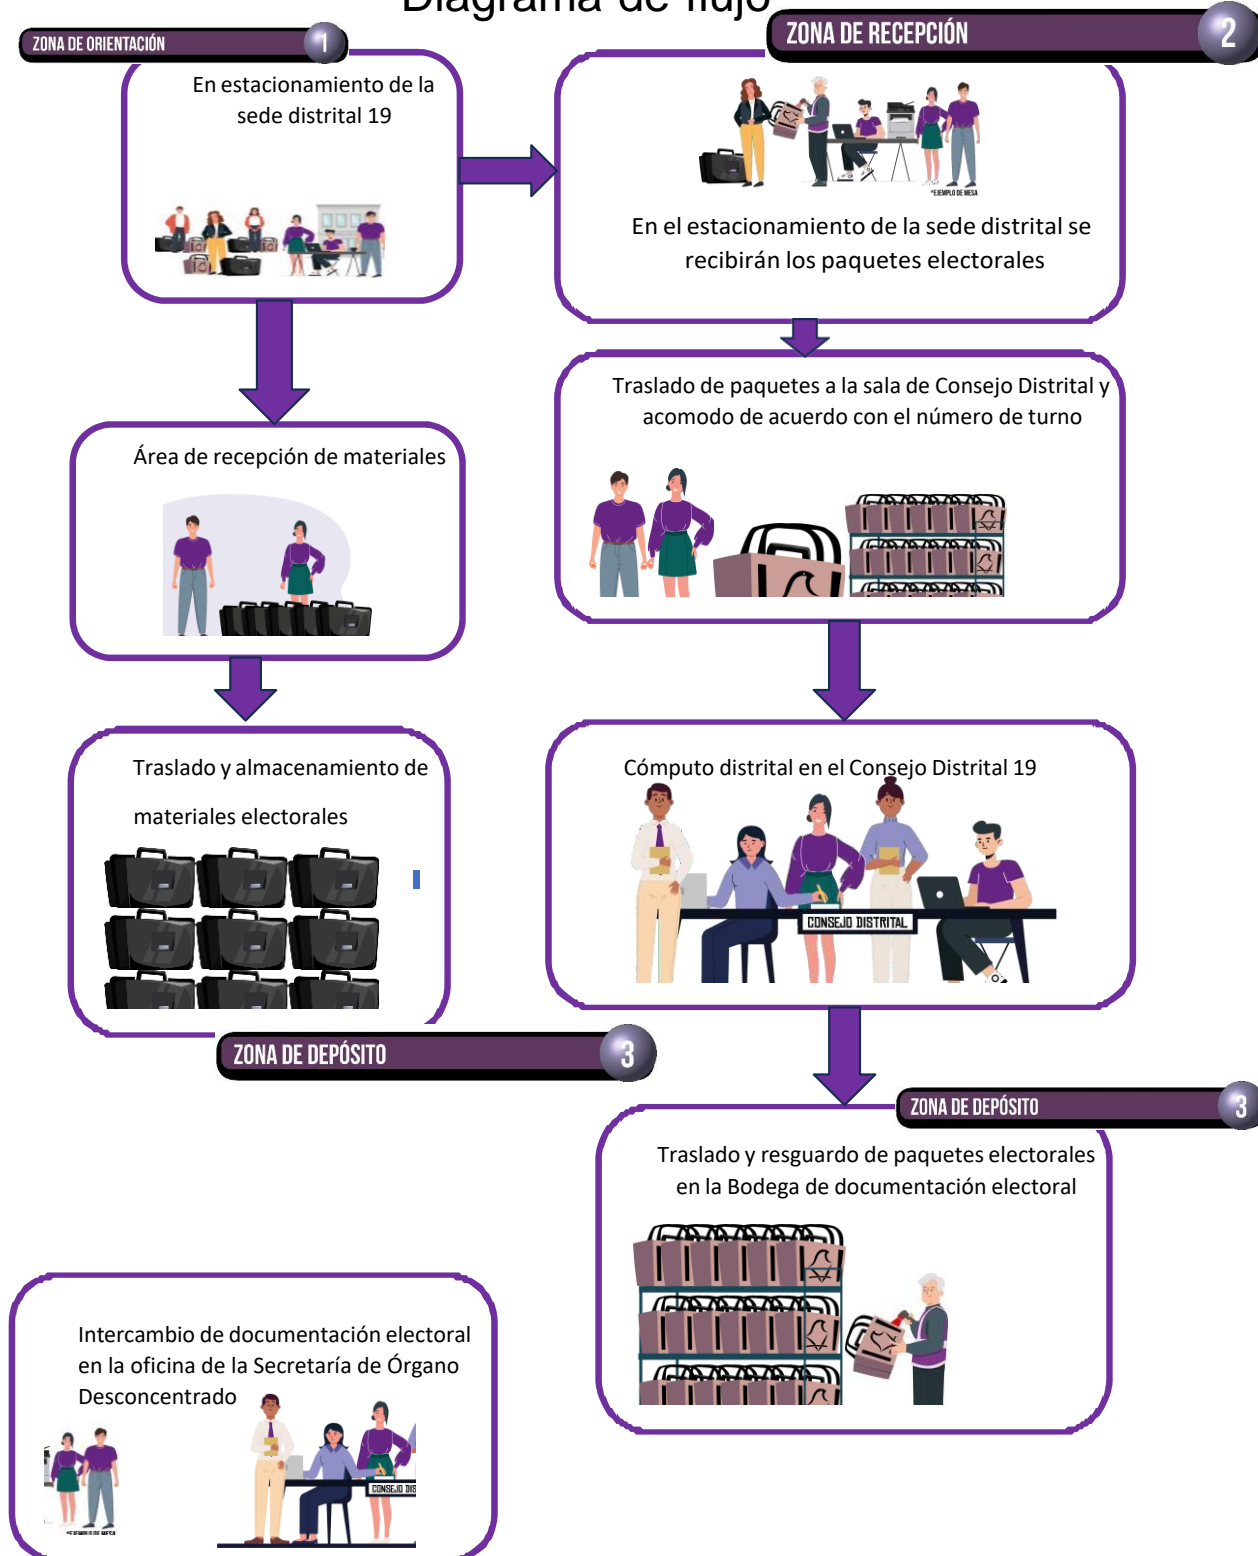 Diagrama de flujo
ZONA DE ORIENTACIÓN 1
En estacionamiento de la
sede distrital 19
ZONA DE RECEPCIÓN 2
*EJEMPLO DE MESA
En el estacionamiento de la sede distrital se
recibirán los paquetes electorales
Traslado de paquetes a la sala de Consejo Distrital y
acomodo de acuerdo con el número de turno
Área de recepción de materiales
Traslado y almacenamiento de
materiales electorales
ZONA DE DEPÓSITO 3
Cómputo distrital en el Consejo Distrital 19
CONSEJO DISTRITAL
ZONA DE DEPÓSITO 3
Traslado y resguardo de paquetes electorales
en la Bodega de documentación electoral
Intercambio de documentación electoral
en la oficina de la Secretaría de Órgano
Desconcentrado
CONSEJO DIS
*EJEMPLO DE MESA